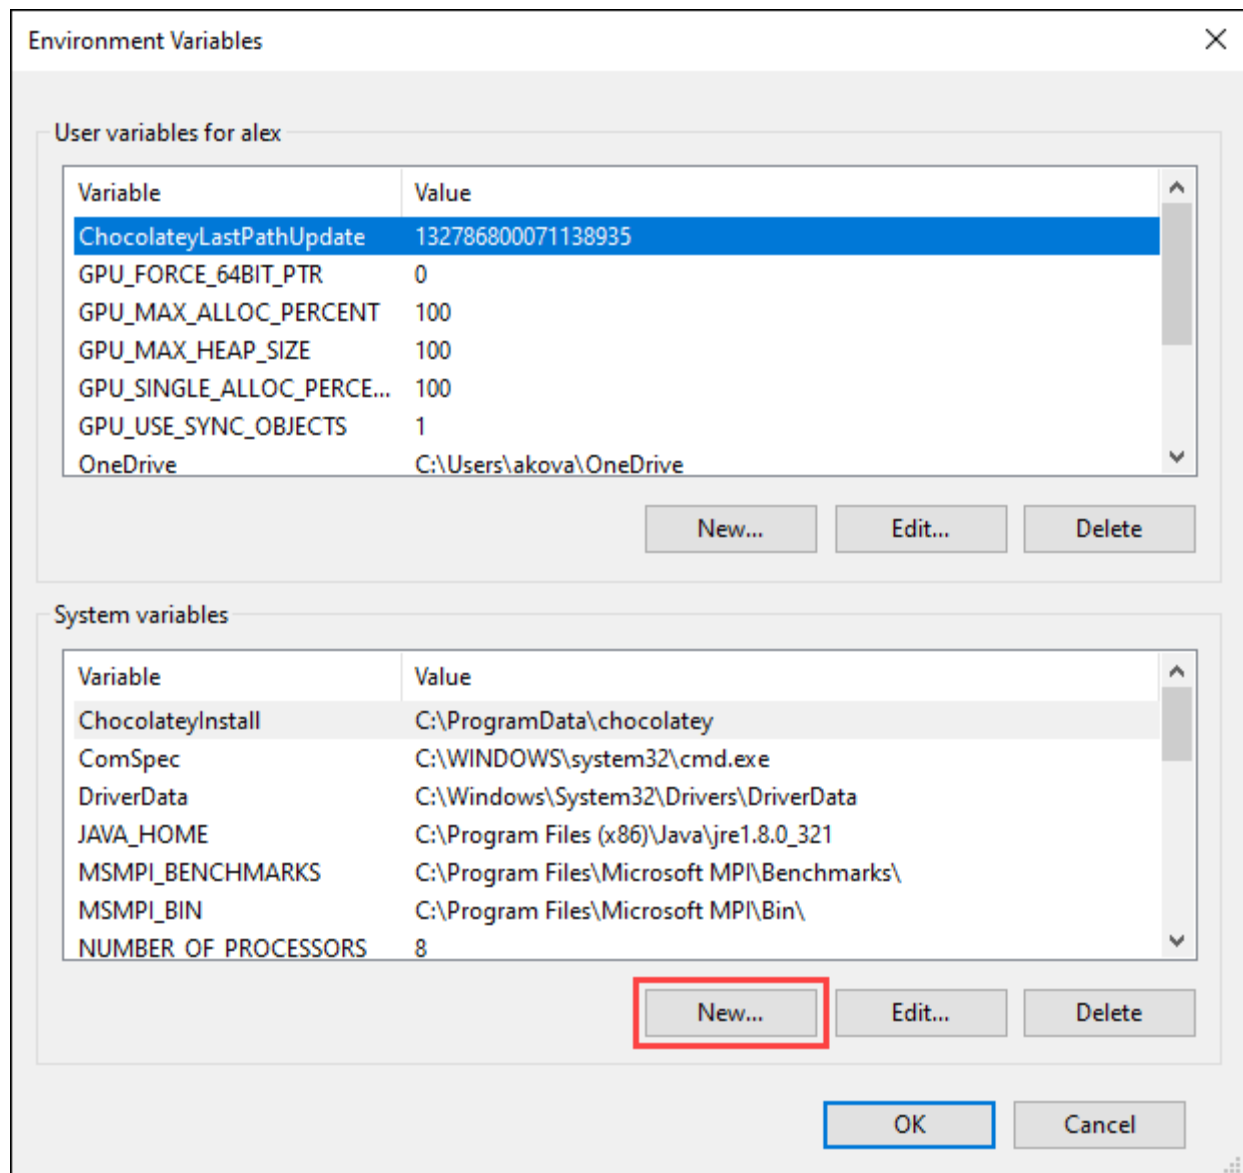 Environment Variables
User variables for alex
Variable Value
ChocolateyLastPathUpdate 132786800071138935
GPU_FORCE_64BIT_PTR 0
GPU_MAX_ALLOC_PERCENT 100
GPU_MAX_HEAP_SIZE 100
GPU_SINGLE_ALLOC_PERCE... 100
GPU_USE_SYNC_OBJECTS 1
OneDrive C:\Users\akova\OneDrive
New... Edit... Delete
System variables
Variable Value
ChocolateyInstall C:\ProgramData\chocolatey
ComSpec C:\WINDOWS\system32\cmd.exe
DriverData C:\Windows\System32\Drivers\DriverData
JAVA_HOME C:\Program Files (x86)\Java\jre1.8.0_321
MSMPI_BENCHMARKS C:\Program Files\Microsoft MPI\Benchmarks\
MSMPI_BIN C:\Program Files\Microsoft MPI\Bin\
NUMBER_OF_PROCESSORS 8
New... Edit... Delete
OK Cancel